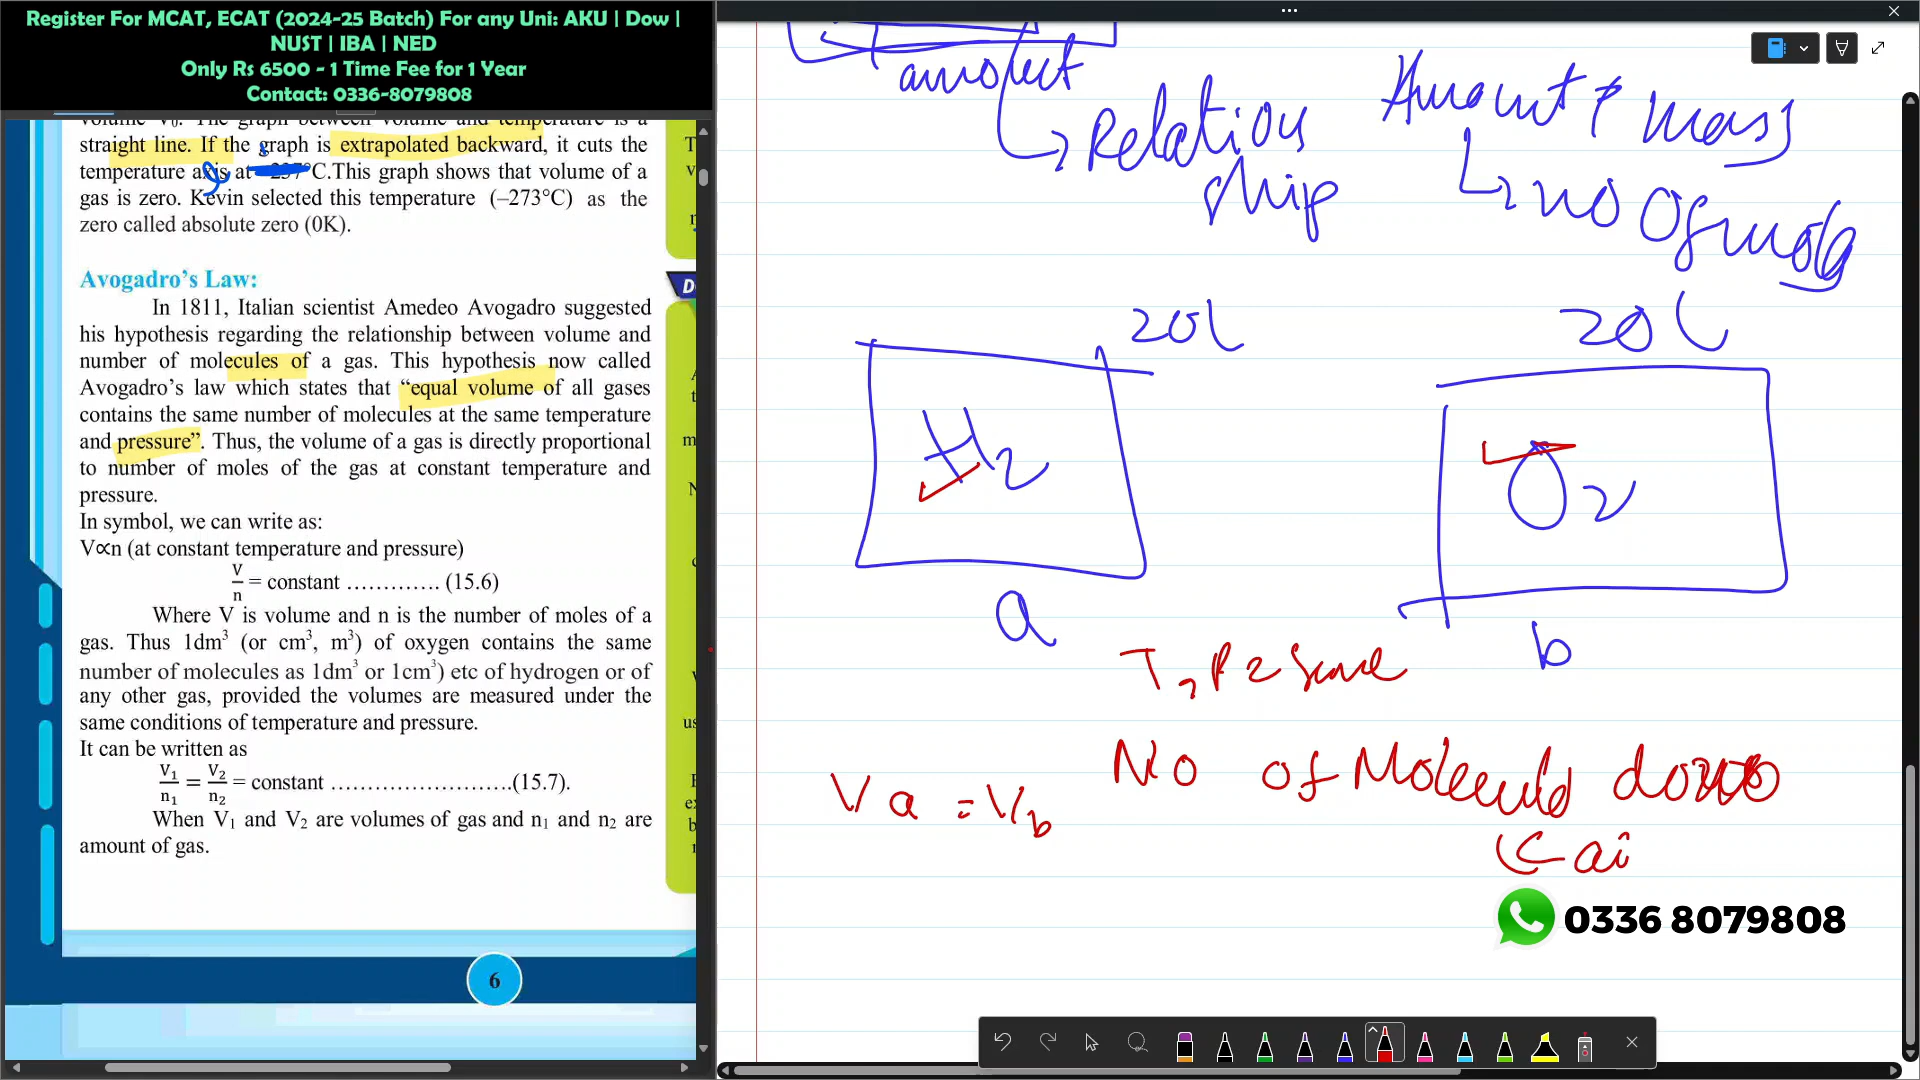 Register For MCAT, ECAT (2024-25 Batch) For any Uni: AKU | Dow |
NUST | IBA | NED
Only Rs 6500 - 1 Time Fee for 1 Year
Contact: 0336-8079808
volume V₀. The graph between volume and temperature is a
straight line. If the graph is extrapolated backward, it cuts the
temperature axis at °C.This graph shows that volume of a
gas is zero. Kevin selected this temperature (–273°C) as the
zero called absolute zero (0K).
Avogadro's Law:
In 1811, Italian scientist Amedeo Avogadro suggested
his hypothesis regarding the relationship between volume and
number of molecules of a gas. This hypothesis now called
Avogadro's law which states that “equal volume of all gases
contains the same number of molecules at the same temperature
and pressure”. Thus, the volume of a gas is directly proportional
to number of moles of the gas at constant temperature and
pressure.
In symbol, we can write as:
V∝n (at constant temperature and pressure)
V/n = constant …………. (15.6)
Where V is volume and n is the number of moles of a
gas. Thus 1dm³ (or cm³, m³) of oxygen contains the same
number of molecules as 1dm³ or 1cm³) etc of hydrogen or of
any other gas, provided the volumes are measured under the
same conditions of temperature and pressure.
It can be written as
V₁/n₁ = V₂/n₂ = constant …………………….(15.7).
When V₁ and V₂ are volumes of gas and n₁ and n₂ are
amount of gas.
6
Relation
ship
Amount
mass
no of mole
20L
20L
H₂
O₂
a
b
T, P
No of Molecule
Va = Vb
0336 8079808